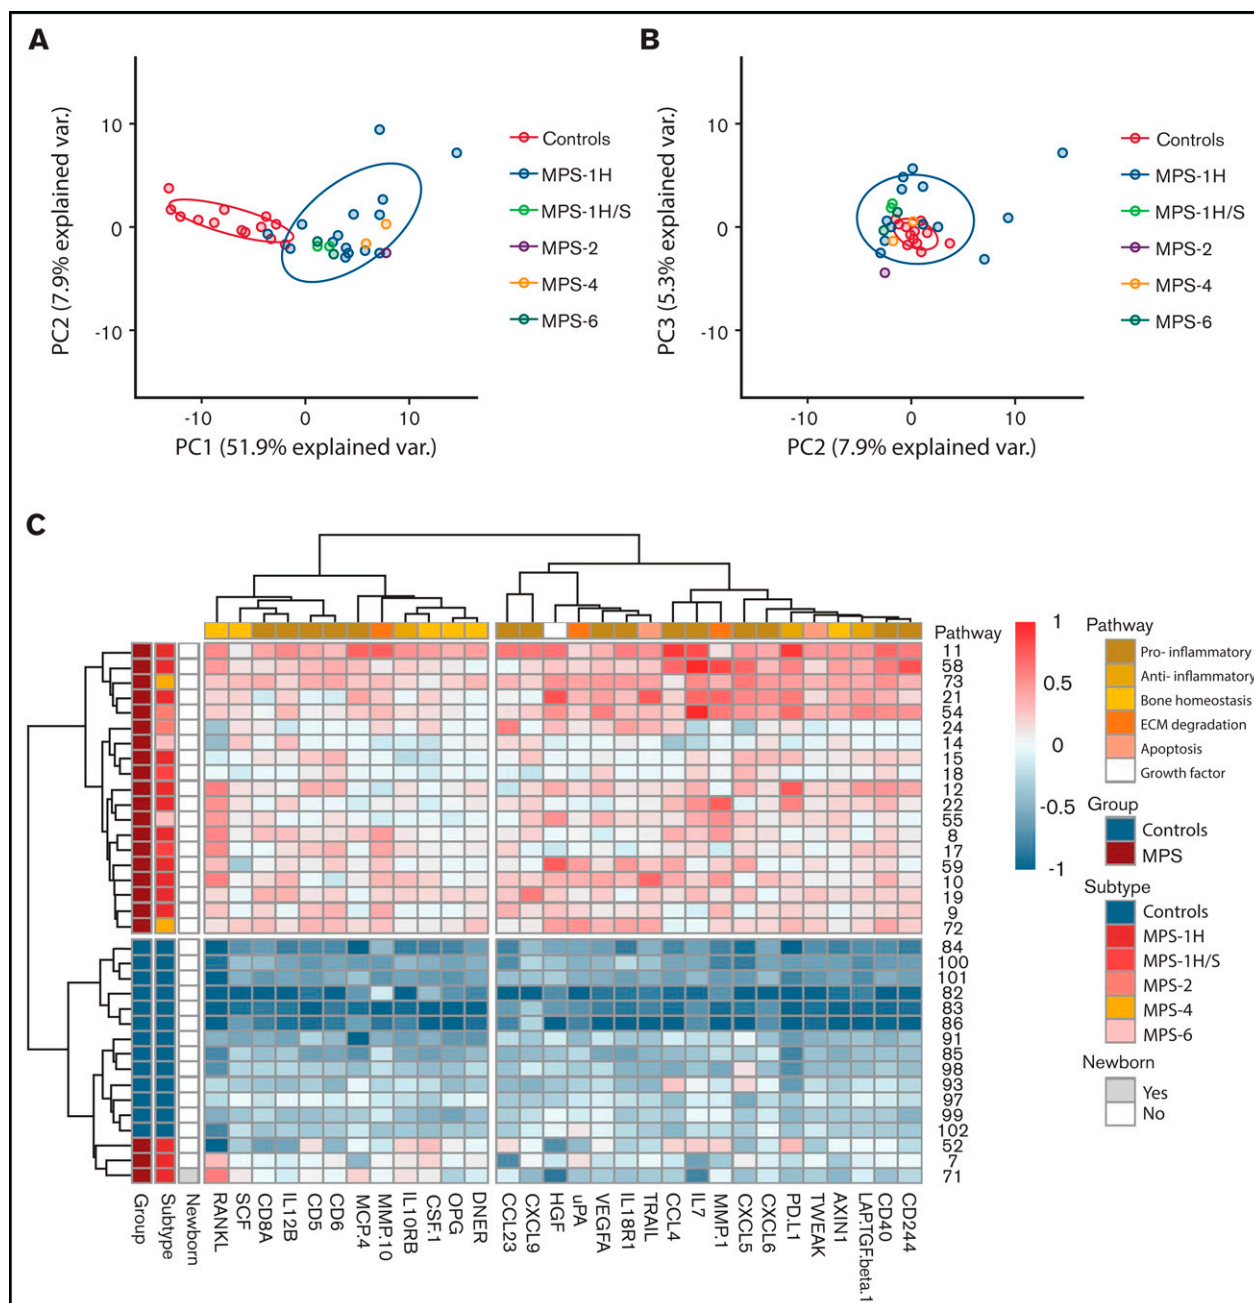 A
PC2 (7.9% explained var.)
10
0
-10
-10
0
10
PC1 (51.9% explained var.)
Controls
MPS-1H
MPS-1H/S
MPS-2
MPS-4
MPS-6
B
PC3 (5.3% explained var.)
10
0
-10
-10
0
10
PC2 (7.9% explained var.)
Controls
MPS-1H
MPS-1H/S
MPS-2
MPS-4
MPS-6
C
Pathway
11
58
73
21
54
24
14
15
18
12
22
55
8
17
59
10
19
9
72
84
100
101
82
83
86
91
85
98
93
97
99
102
52
7
71
Group
Subtype
Newborn
RANKL
SCF
CD8A
IL12B
CD5
CD6
MCP.4
MMP.10
IL10RB
CSF.1
OPG
DNER
CCL23
CXCL9
HGF
uPA
VEGFA
IL18R1
TRAIL
CCL4
IL7
MMP.1
CXCL5
CXCL6
PD.L1
TWEAK
AXIN1
LAP.TGF.beta.1
CD40
CD244
1
0.5
0
-0.5
-1
Pathway
Pro- inflammatory
Anti- inflammatory
Bone homeostasis
ECM degradation
Apoptosis
Growth factor
Group
Controls
MPS
Subtype
Controls
MPS-1H
MPS-1H/S
MPS-2
MPS-4
MPS-6
Newborn
Yes
No